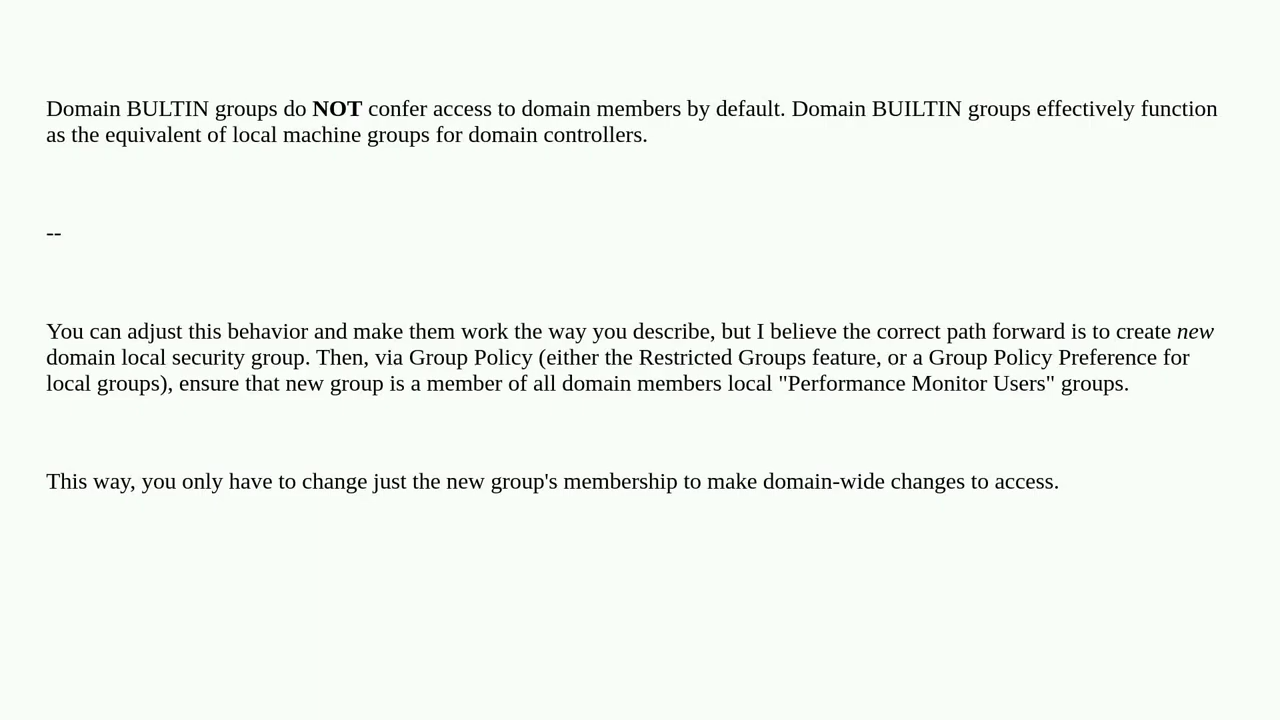 Domain BULTIN groups do NOT confer access to domain members by default. Domain BUILTIN groups effectively function
as the equivalent of local machine groups for domain controllers.
--
You can adjust this behavior and make them work the way you describe, but I believe the correct path forward is to create new
domain local security group. Then, via Group Policy (either the Restricted Groups feature, or a Group Policy Preference for
local groups), ensure that new group is a member of all domain members local "Performance Monitor Users" groups.
This way, you only have to change just the new group's membership to make domain-wide changes to access.